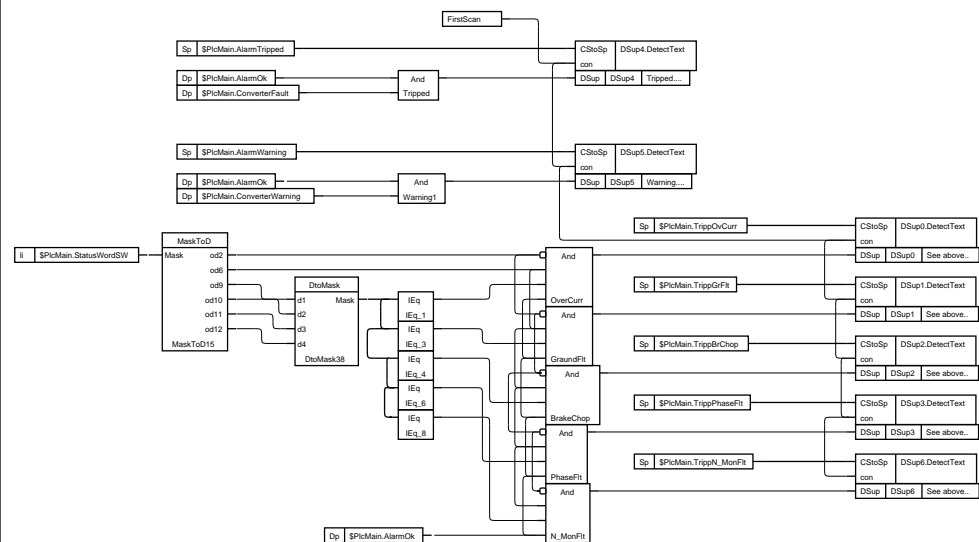 FirstScan
Sp $PlcMain.AlarmTripped
CStoSp DSup4.DetectText
con
Dp $PlcMain.AlarmOk
And
DSup DSup4 Tripped....
Dp $PlcMain.ConverterFault
Tripped
Sp $PlcMain.AlarmWarning
CStoSp DSup5.DetectText
con
Dp $PlcMain.AlarmOk
And
DSup DSup5 Warning....
Dp $PlcMain.ConverterWarning
Warning1
Sp $PlcMain.TrippOvCurr
CStoSp DSup0.DetectText
con
DSup DSup0 See above..
Ii $PlcMain.StatusWordSW
MaskToD
Mask od2
od6
od9
od10
od11
od12
MaskToD15
DtoMask
d1 Mask
d2
d3
d4
DtoMask38
IEq
IEq_1
IEq
IEq_3
IEq
IEq_4
IEq
IEq_6
IEq
IEq_8
And
OverCurr
And
GraundFlt
And
BrakeChop
And
PhaseFlt
And
N_MonFlt
Sp $PlcMain.TrippGrFlt
CStoSp DSup1.DetectText
con
DSup DSup1 See above..
Sp $PlcMain.TrippBrChop
CStoSp DSup2.DetectText
con
DSup DSup2 See above..
Sp $PlcMain.TrippPhaseFlt
CStoSp DSup3.DetectText
con
DSup DSup3 See above..
Sp $PlcMain.TrippN_MonFlt
CStoSp DSup6.DetectText
con
DSup DSup6 See above..
Dp $PlcMain.AlarmOk